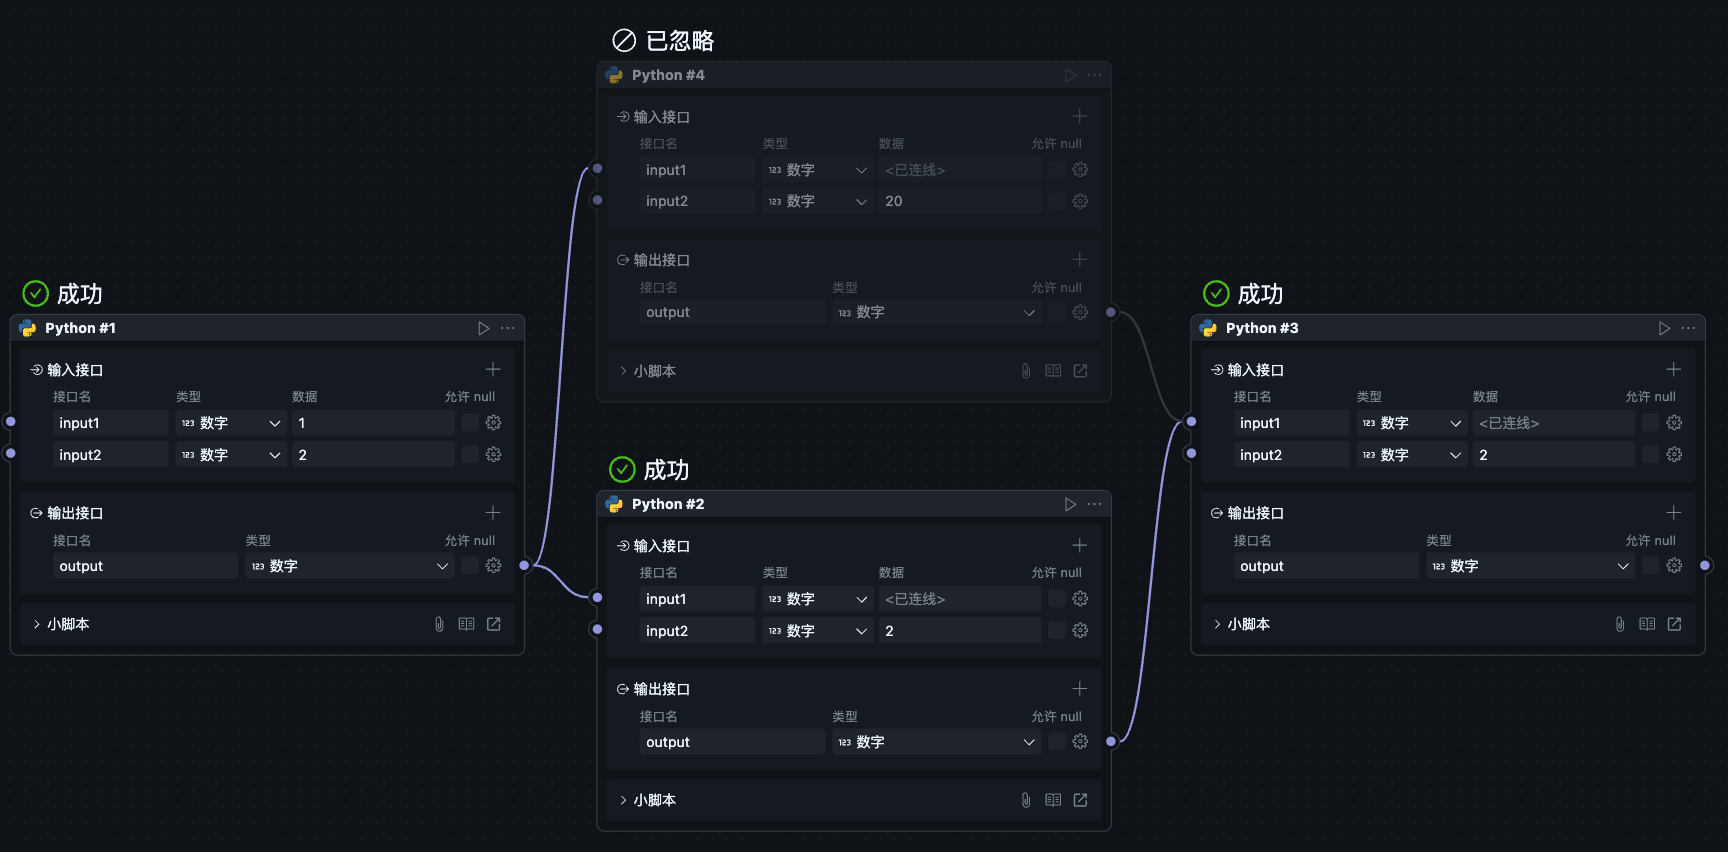 已忽略
Python #4
输入接口
接口名 类型 数据 允许 null
input1 123 数字 <已连线>
input2 123 数字 20
输出接口
接口名 类型 允许 null
output 123 数字
小脚本
成功
Python #1
输入接口
接口名 类型 数据 允许 null
input1 123 数字 1
input2 123 数字 2
输出接口
接口名 类型 允许 null
output 123 数字
小脚本
成功
Python #2
输入接口
接口名 类型 数据 允许 null
input1 123 数字 <已连线>
input2 123 数字 2
输出接口
接口名 类型 允许 null
output 123 数字
小脚本
成功
Python #3
输入接口
接口名 类型 数据 允许 null
input1 123 数字 <已连线>
input2 123 数字 2
输出接口
接口名 类型 允许 null
output 123 数字
小脚本